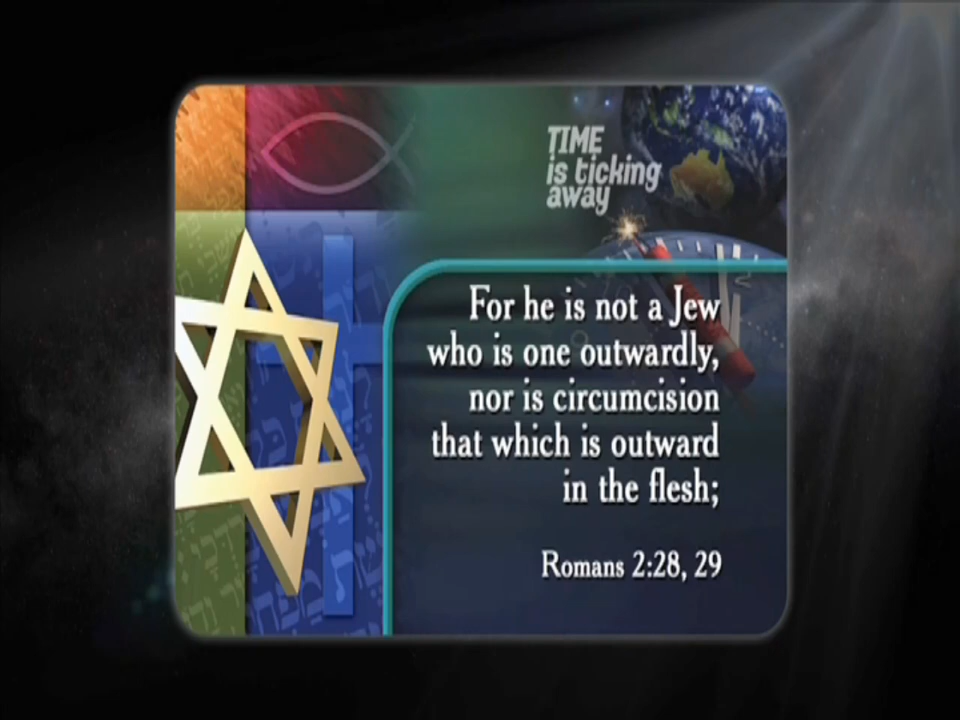 TIME
is ticking
away
For he is not a Jew
who is one outwardly,
nor is circumcision
that which is outward
in the flesh;
Romans 2:28, 29